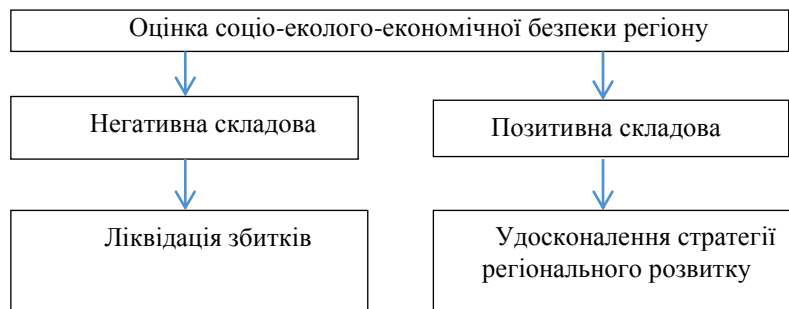 Оцінка соціо-еколого-економічної безпеки регіону
Негативна складова
Позитивна складова
Ліквідація збитків
Удосконалення стратегії
регіонального розвитку